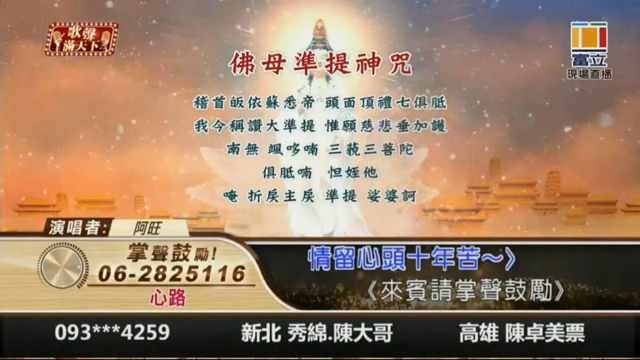 歌聲
滿天下
富立
現場直播
佛母準提神咒
稽首皈依蘇悉帝 頭面頂禮七俱胝
我今稱讚大準提 惟願慈悲垂加護
南無 颯哆喃 三藐三善陀
俱胝喃 怛姪他
唵 折戾主戾 準提 娑婆訶
演唱者: 阿旺
掌聲鼓勵!
06-2825116
心路
情留心頭十年苦~〉
《來賓請掌聲鼓勵》
093***4259 新北 秀綿.陳大哥 高雄 陳卓美票